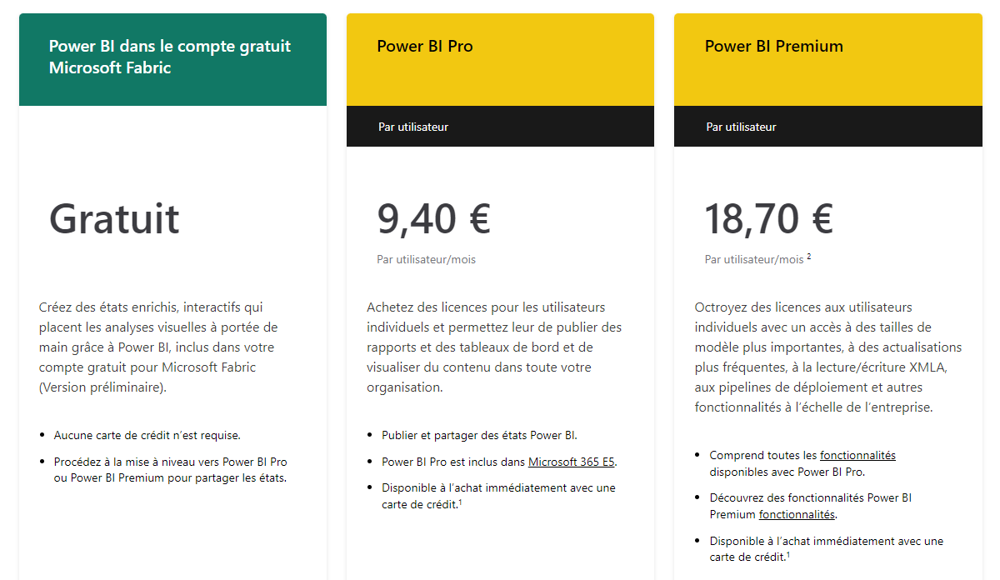 Power BI dans le compte gratuit
Microsoft Fabric
Gratuit
Créez des états enrichis, interactifs qui
placent les analyses visuelles à portée de
main grâce à Power BI, inclus dans votre
compte gratuit pour Microsoft Fabric
(Version préliminaire).
• Aucune carte de crédit n’est requise.
• Procédez à la mise à niveau vers Power BI Pro
ou Power BI Premium pour partager les états.
Power BI Pro
Par utilisateur
9,40 €
Par utilisateur/mois
Achetez des licences pour les utilisateurs
individuels et permettez leur de publier des
rapports et des tableaux de bord et de
visualiser du contenu dans toute votre
organisation.
• Publier et partager des états Power BI.
• Power BI Pro est inclus dans Microsoft 365 E5.
• Disponible à l’achat immédiatement avec une
carte de crédit.¹
Power BI Premium
Par utilisateur
18,70 €
Par utilisateur/mois ²
Octroyez des licences aux utilisateurs
individuels avec un accès à des tailles de
modèle plus importantes, à des actualisations
plus fréquentes, à la lecture/écriture XMLA,
aux pipelines de déploiement et autres
fonctionnalités à l’échelle de l’entreprise.
• Comprend toutes les fonctionnalités
disponibles avec Power BI Pro.
• Découvrez des fonctionnalités Power BI
Premium fonctionnalités.
• Disponible à l’achat immédiatement avec une
carte de crédit.¹